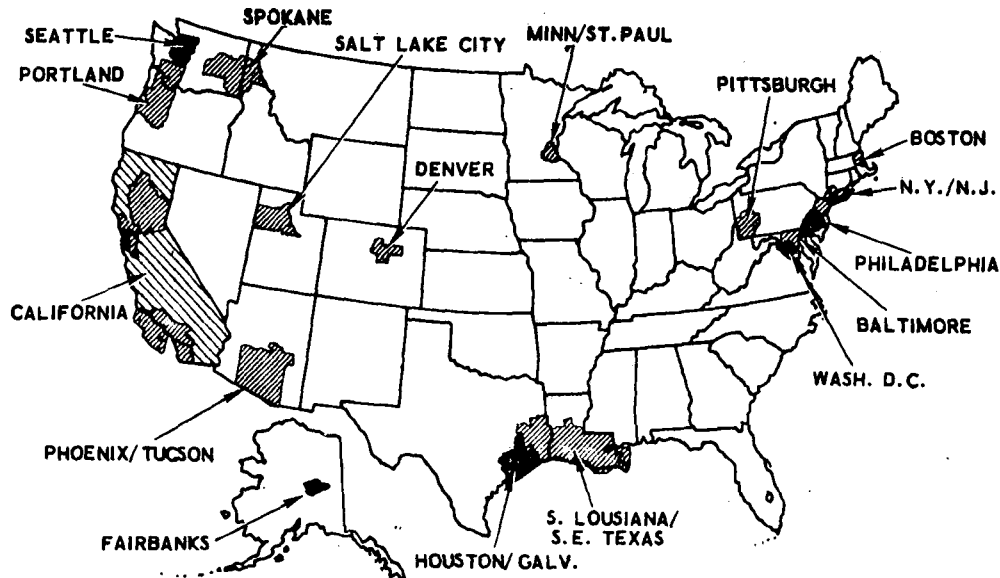 SPOKANE
SEATTLE
SALT LAKE CITY
MINN/ST. PAUL
PORTLAND
PITTSBURGH
BOSTON
DENVER
N.Y./N.J.
PHILADELPHIA
CALIFORNIA
BALTIMORE
WASH. D.C.
PHOENIX/TUCSON
S. LOUSIANA/
S.E. TEXAS
FAIRBANKS
HOUSTON/GALV.